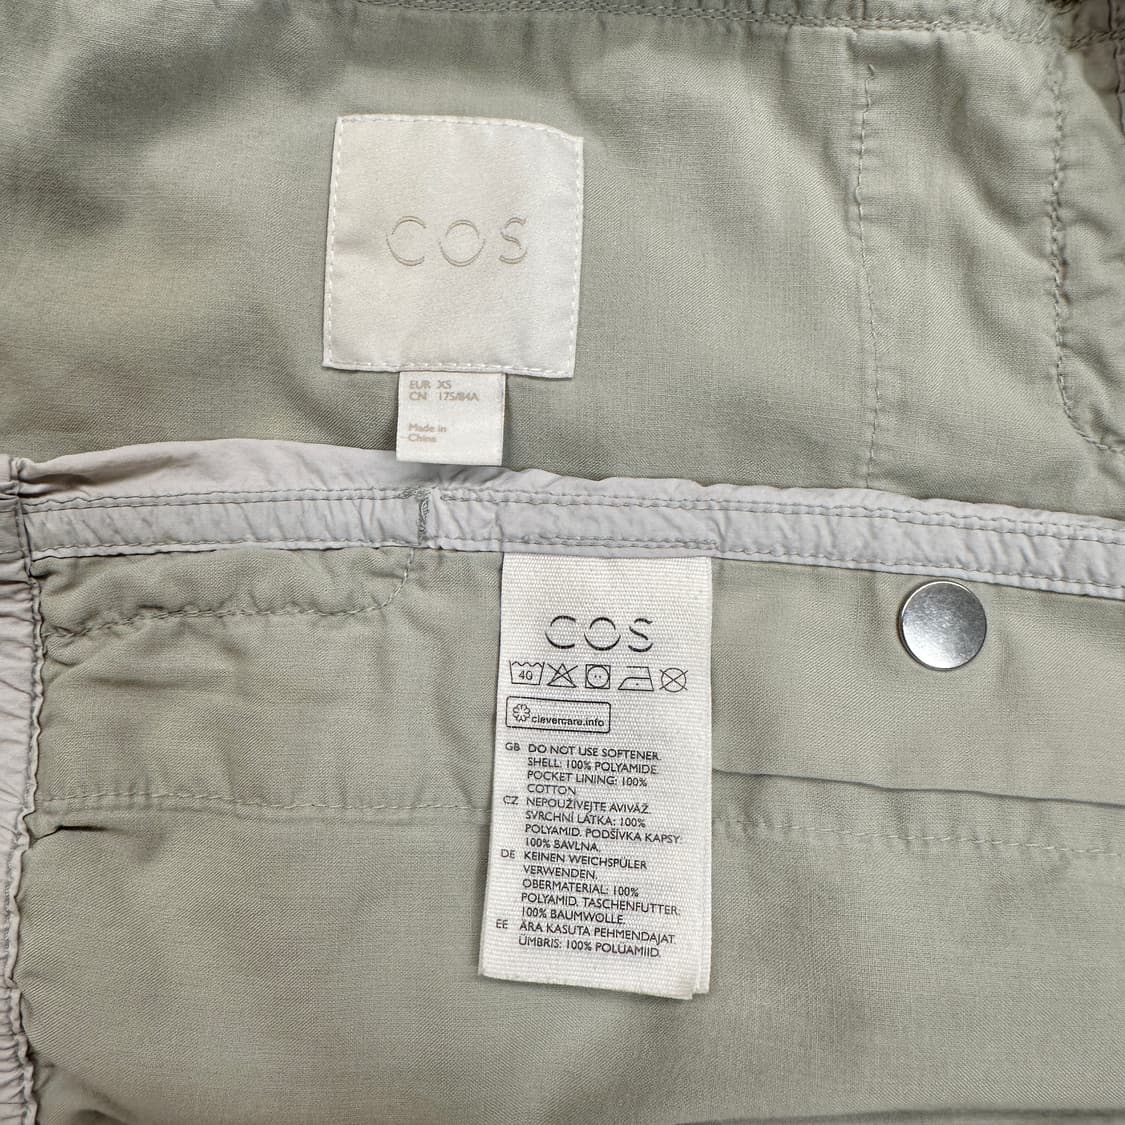 COS
EUR XS
CN 175/84A
Made in
China
COS
40
clevercare.info
GB DO NOT USE SOFTENER.
SHELL: 100% POLYAMIDE.
POCKET LINING: 100%
COTTON
CZ NEPOUŽÍVEJTE AVIVÁŽ.
SVRCHNÍ LÁTKA: 100%
POLYAMID. PODŠÍVKA KAPSY:
100% BAVLNA.
DE KEINEN WEICHSPÜLER
VERWENDEN.
OBERMATERIAL: 100%
POLYAMID. TASCHENFUTTER:
100% BAUMWOLLE.
EE ÄRA KASUTA PEHMENDAJAT.
ÜMBRIS: 100% POLÜAMIID.